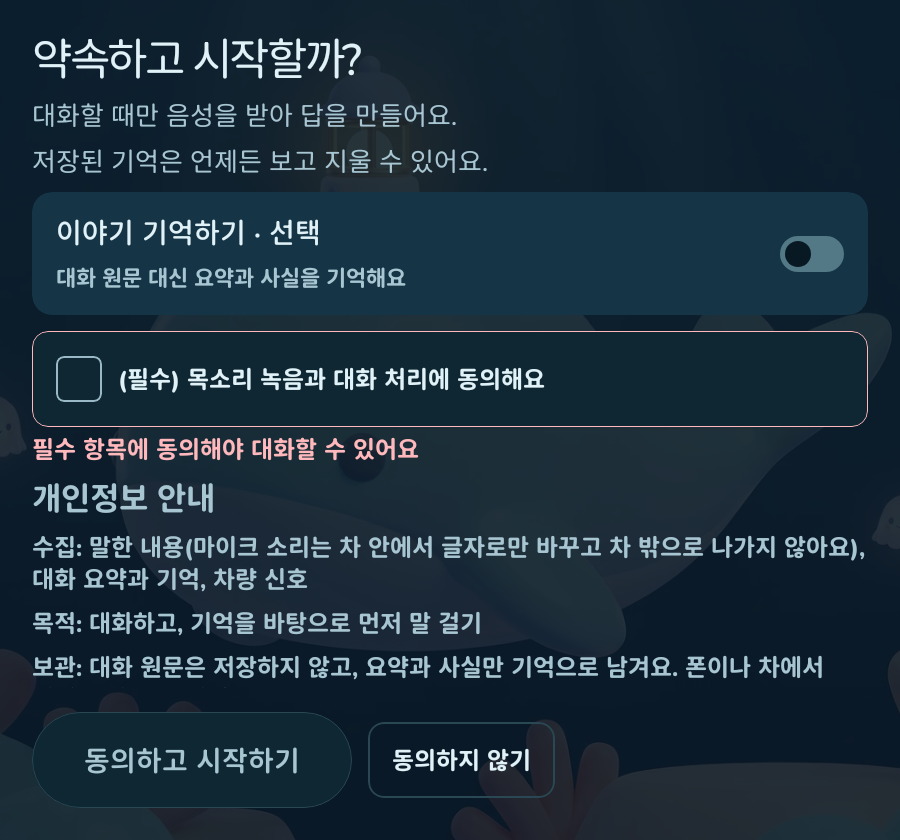 약속하고 시작할까?
대화할 때만 음성을 받아 답을 만들어요.
저장된 기억은 언제든 보고 지울 수 있어요.
이야기 기억하기 · 선택
대화 원문 대신 요약과 사실을 기억해요
(필수) 목소리 녹음과 대화 처리에 동의해요
필수 항목에 동의해야 대화할 수 있어요
개인정보 안내
수집: 말한 내용(마이크 소리는 차 안에서 글자로만 바꾸고 차 밖으로 나가지 않아요),
대화 요약과 기억, 차량 신호
목적: 대화하고, 기억을 바탕으로 먼저 말 걸기
보관: 대화 원문은 저장하지 않고, 요약과 사실만 기억으로 남겨요. 폰이나 차에서
동의하고 시작하기
동의하지 않기